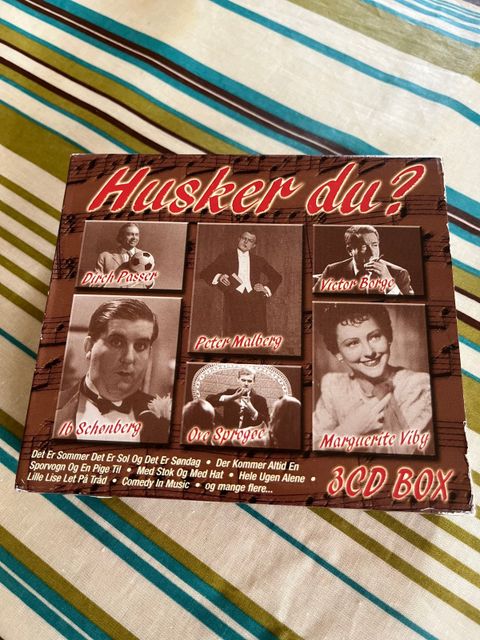 Husker du?
Dirch Passer
Peter Malberg
Victor Borge
Ib Schønberg
Ove Sprogøe
Marguerite Viby
Det Er Sommer Det Er Sol Og Det Er Søndag • Der Kommer Altid En
Sporvogn Og En Pige Til • Med Stok Og Med Hat • Hele Ugen Alene •
Lille Lise Let På Tråd • Comedy In Music • og mange flere...
3CD BOX